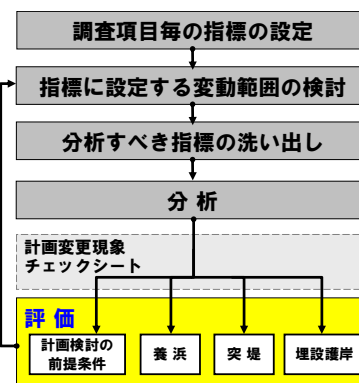 調査項目毎の指標の設定
指標に設定する変動範囲の検討
分析すべき指標の洗い出し
分 析
計画変更現象
チェックシート
評 価
計画検討の
前提条件
養 浜
突 堤
埋設護岸